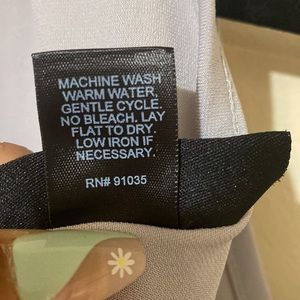 MACHINE WASH
WARM WATER,
GENTLE CYCLE.
NO BLEACH. LAY
FLAT TO DRY.
LOW IRON IF
NECESSARY.
RN# 91035